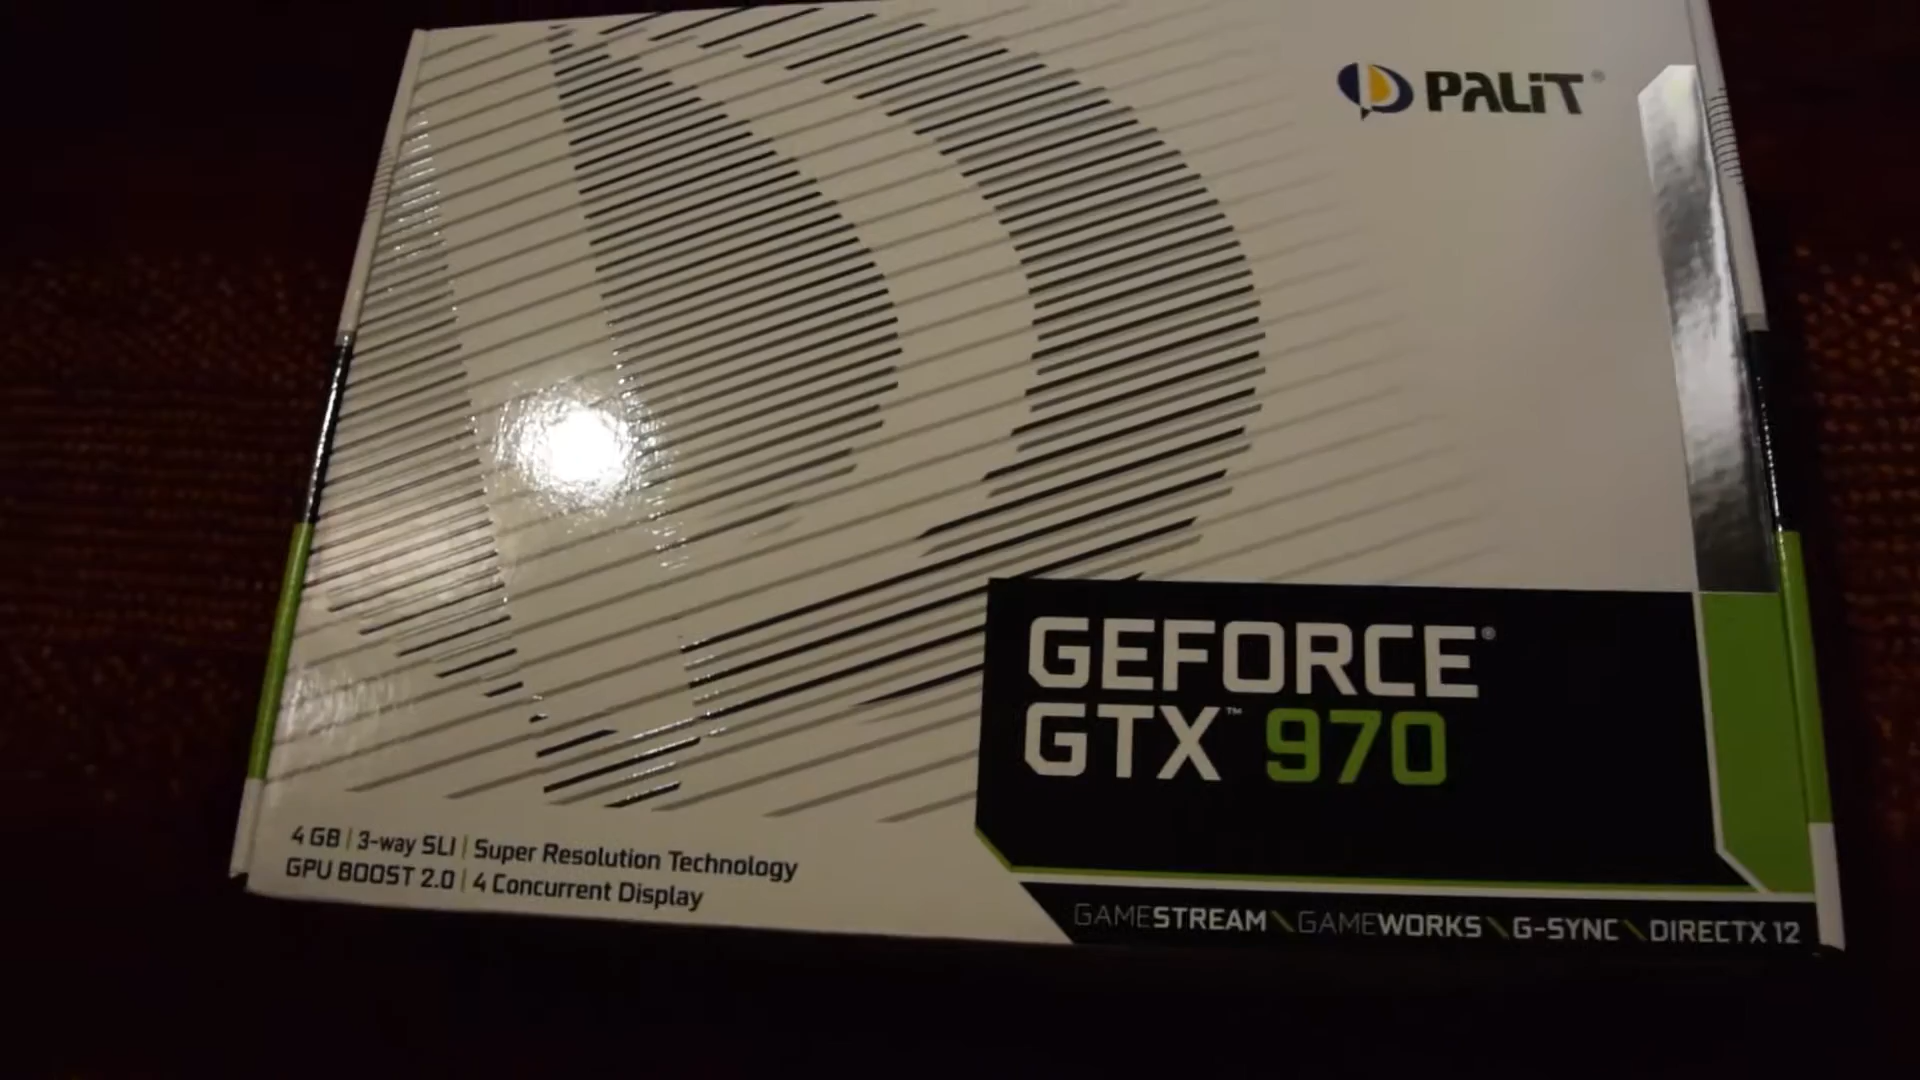 PALiT®
GEFORCE®
GTX™ 970
4 GB | 3-way SLI | Super Resolution Technology
GPU BOOST 2.0 | 4 Concurrent Display
GAMESTREAM \ GAMEWORKS \ G-SYNC \ DIRECTX 12